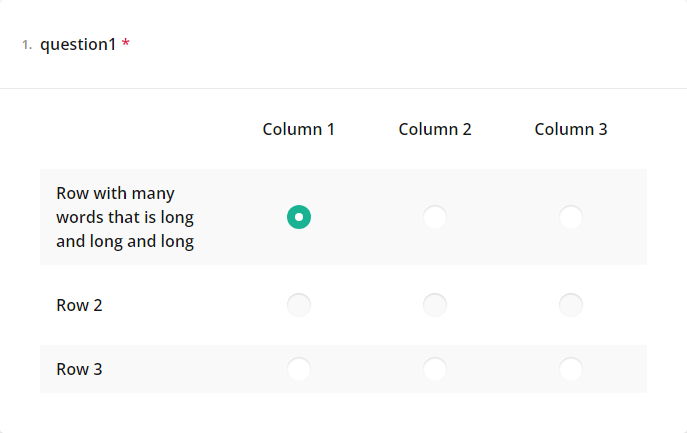 1. question1 *
Column 1 Column 2 Column 3
Row with many
words that is long
and long and long
Row 2
Row 3